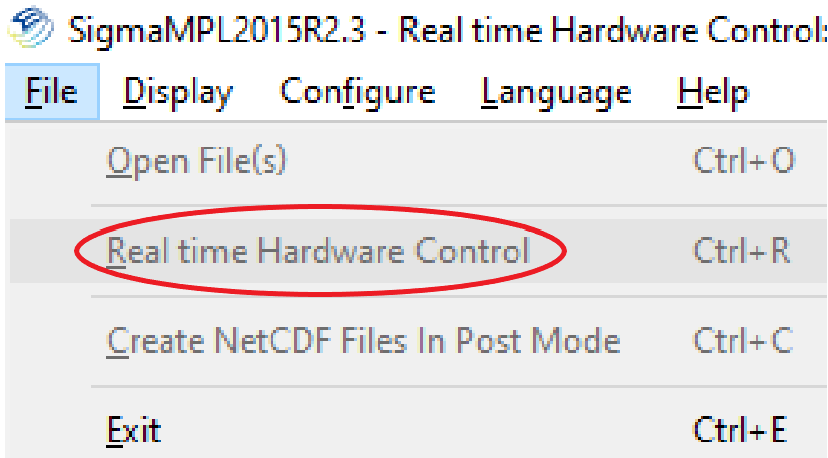 SigmaMPL2015R2.3 - Real time Hardware Control
File Display Configure Language Help
Open File(s) Ctrl+O
Real time Hardware Control Ctrl+R
Create NetCDF Files In Post Mode Ctrl+C
Exit Ctrl+E